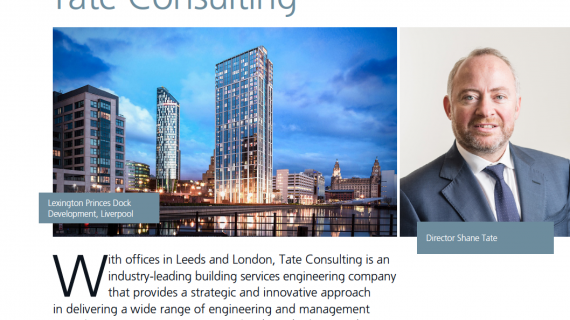 Tate Consulting
Lexington Princes Dock
Development, Liverpool
Director Shane Tate
With offices in Leeds and London, Tate Consulting is an
industry-leading building services engineering company
that provides a strategic and innovative approach
in delivering a wide range of engineering and management